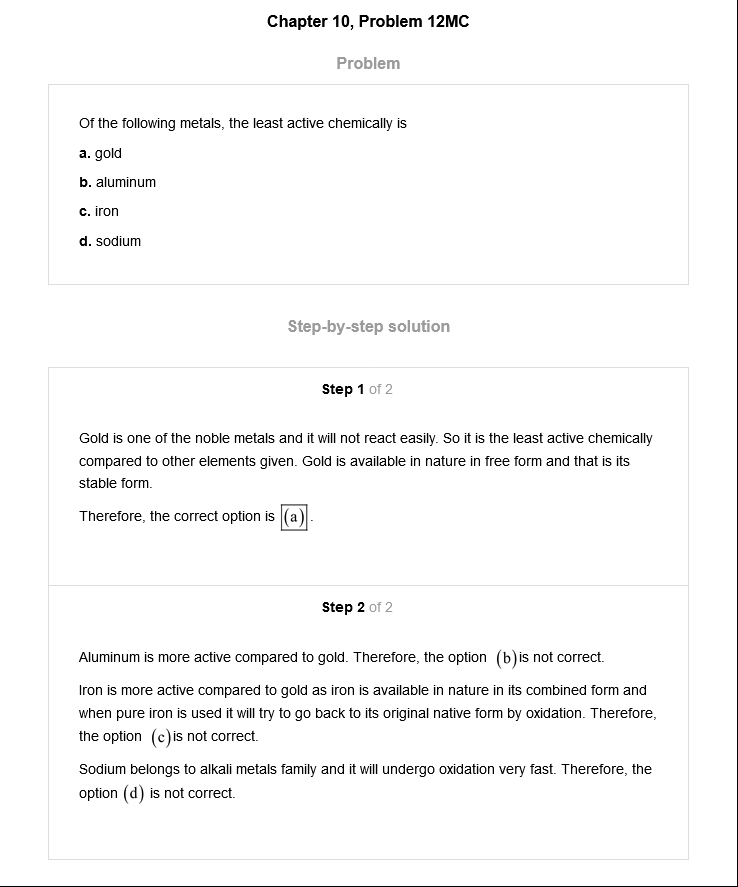 Chapter 10, Problem 12MC
Problem
Of the following metals, the least active chemically is
a. gold
b. aluminum
c. iron
d. sodium
Step-by-step solution
Step 1 of 2
Gold is one of the noble metals and it will not react easily. So it is the least active chemically
compared to other elements given. Gold is available in nature in free form and that is its
stable form.
Therefore, the correct option is (a).
Step 2 of 2
Aluminum is more active compared to gold. Therefore, the option (b) is not correct.
Iron is more active compared to gold as iron is available in nature in its combined form and
when pure iron is used it will try to go back to its original native form by oxidation. Therefore,
the option (c) is not correct.
Sodium belongs to alkali metals family and it will undergo oxidation very fast. Therefore, the
option (d) is not correct.